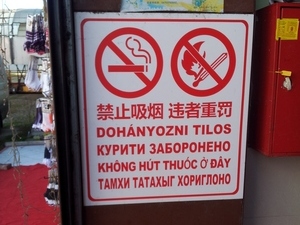 禁止吸烟 违者重罚
DOHÁNYOZNI TILOS
КУРИТИ ЗАБОРОНЕНО
KHÔNG HÚT THUỐC Ở ĐÂY
ТАМХИ ТАТАХЫГ ХОРИГЛОНО